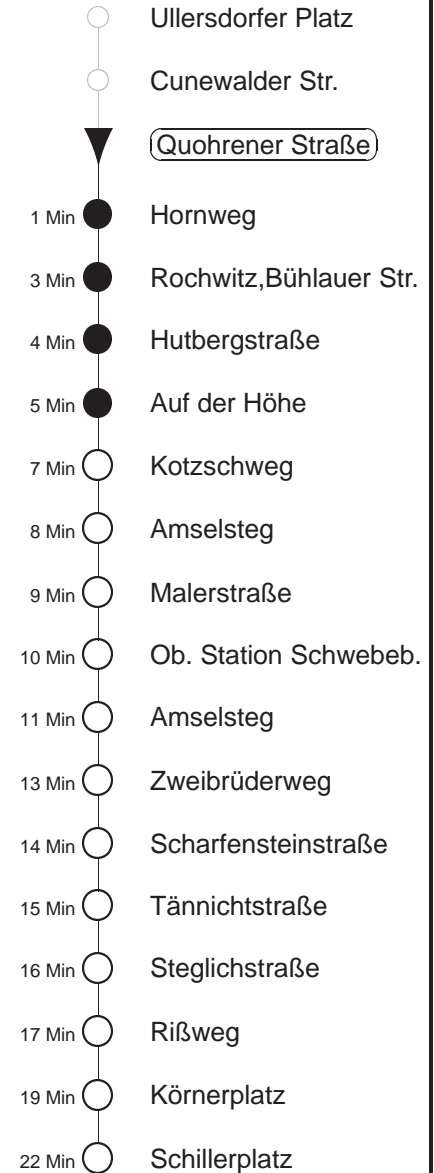 Ullersdorfer Platz
Cunewalder Str.
Quohrener Straße
1 Min Hornweg
3 Min Rochwitz,Bühlauer Str.
4 Min Hutbergstraße
5 Min Auf der Höhe
7 Min Kotzschweg
8 Min Amselsteg
9 Min Malerstraße
10 Min Ob. Station Schwebeb.
11 Min Amselsteg
13 Min Zweibrüderweg
14 Min Scharfensteinstraße
15 Min Tännichtstraße
16 Min Steglichstraße
17 Min Rißweg
19 Min Körnerplatz
22 Min Schillerplatz